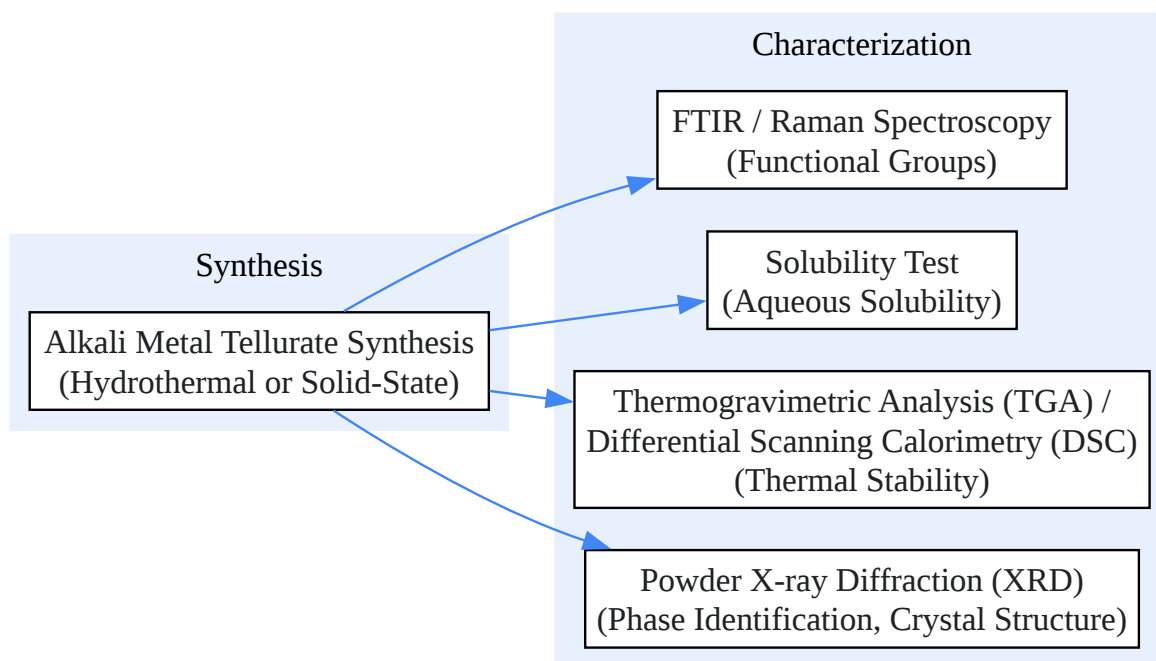 Synthesis
Alkali Metal Tellurate Synthesis
(Hydrothermal or Solid-State)
Characterization
FTIR / Raman Spectroscopy
(Functional Groups)
Solubility Test
(Aqueous Solubility)
Thermogravimetric Analysis (TGA) /
Differential Scanning Calorimetry (DSC)
(Thermal Stability)
Powder X-ray Diffraction (XRD)
(Phase Identification, Crystal Structure)